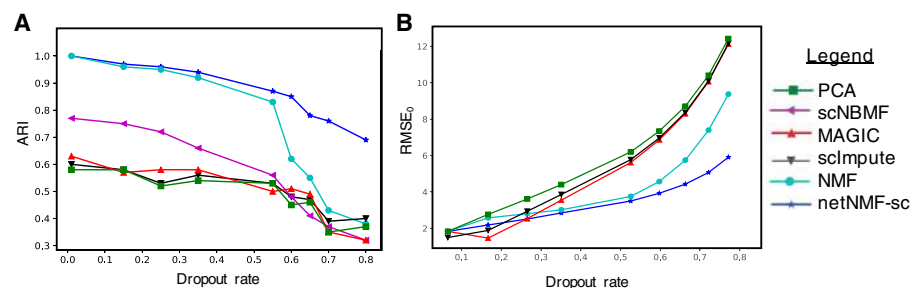 A
ARI
1.0
0.9
0.8
0.7
0.6
0.5
0.4
0.3
0.0 0.1 0.2 0.3 0.4 0.5 0.6 0.7 0.8
Dropout rate
B
RMSE0
12
10
8
6
4
2
0.1 0.2 0.3 0.4 0.5 0.6 0.7 0.8
Dropout rate
Legend
PCA
scNBMF
MAGIC
scImpute
NMF
netNMF-sc